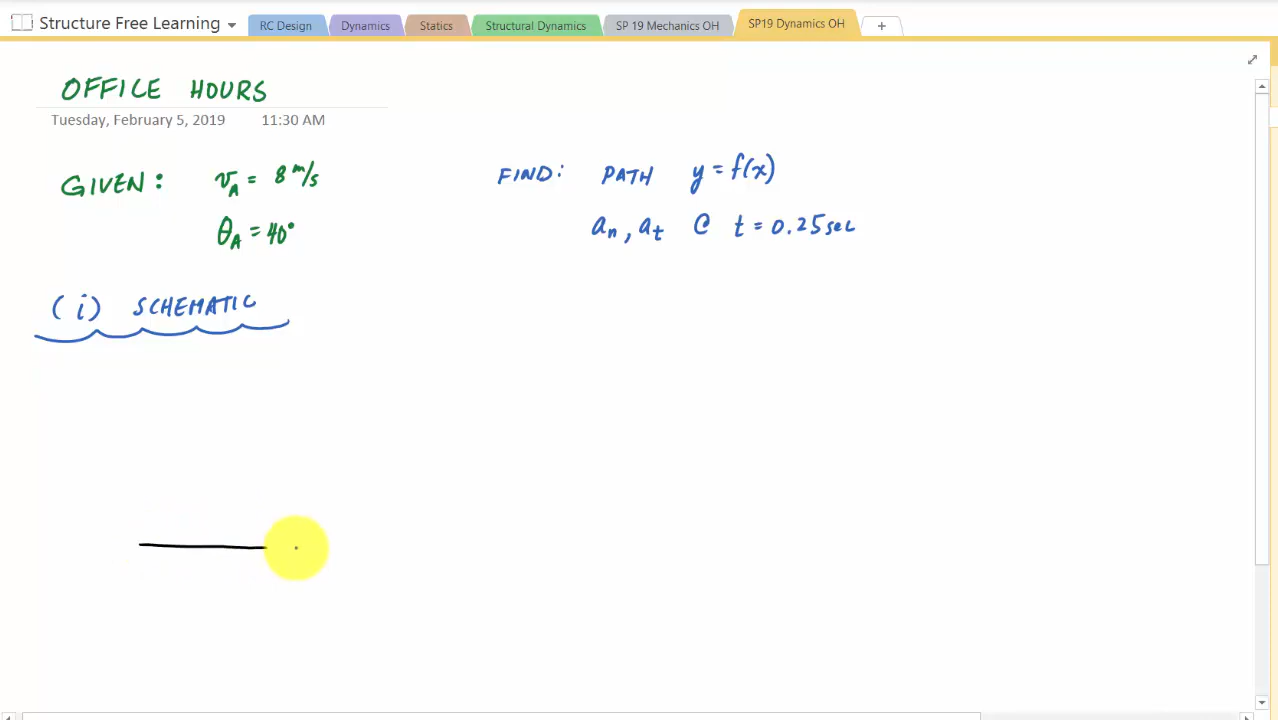 Structure Free Learning
RC Design
Dynamics
Statics
Structural Dynamics
SP 19 Mechanics OH
SP19 Dynamics OH
+
OFFICE HOURS
Tuesday, February 5, 2019 11:30 AM
GIVEN: v_A = 8 m/s
θ_A = 40°
FIND: PATH y = f(x)
a_n, a_t @ t = 0.25 sec
(i) SCHEMATIC